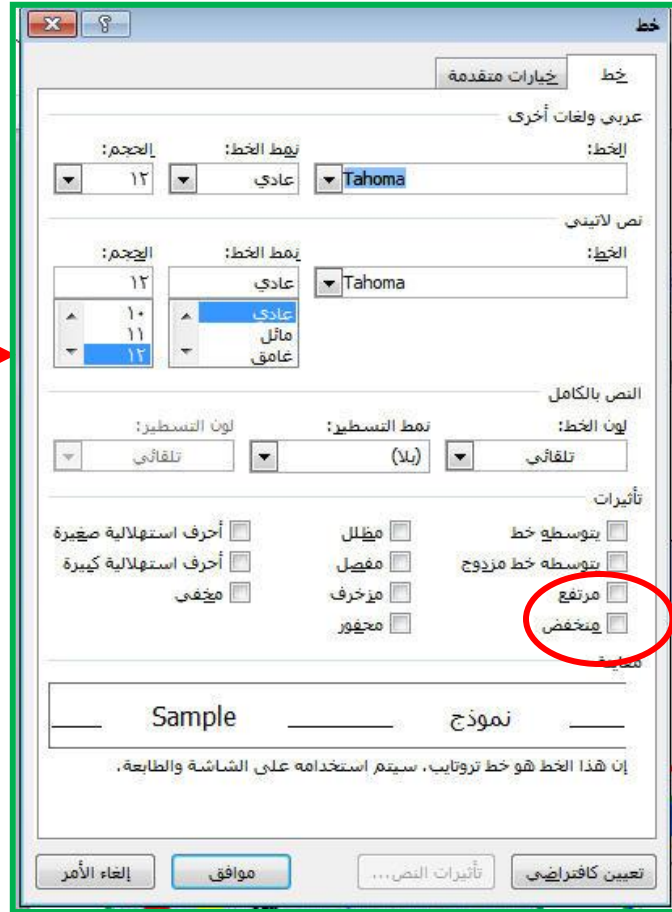 خط
خط
خيارات متقدمة
عربي ولغات أخرى
الخط: نمط الخط: الحجم:
Tahoma عادي ١٢
نص لاتيني
الخط: نمط الخط: الحجم:
Tahoma عادي ١٢
عادي ١٠
مائل ١١
غامق ١٢
النص بالكامل
لون الخط: نمط التسطير: لون التسطير:
تلقائي (بلا) تلقائي
تأثيرات
يتوسطه خط مظلل أحرف استهلالية صغيرة
يتوسطه خط مزدوج مفصل أحرف استهلالية كبيرة
مرتفع مزخرف مخفي
منخفض محفور
معاينة
نموذج Sample
إن هذا الخط هو خط تروتايب. سيتم استخدامه على الشاشة والطابعة.
تعيين كافتراضي تأثيرات النص... موافق إلغاء الأمر